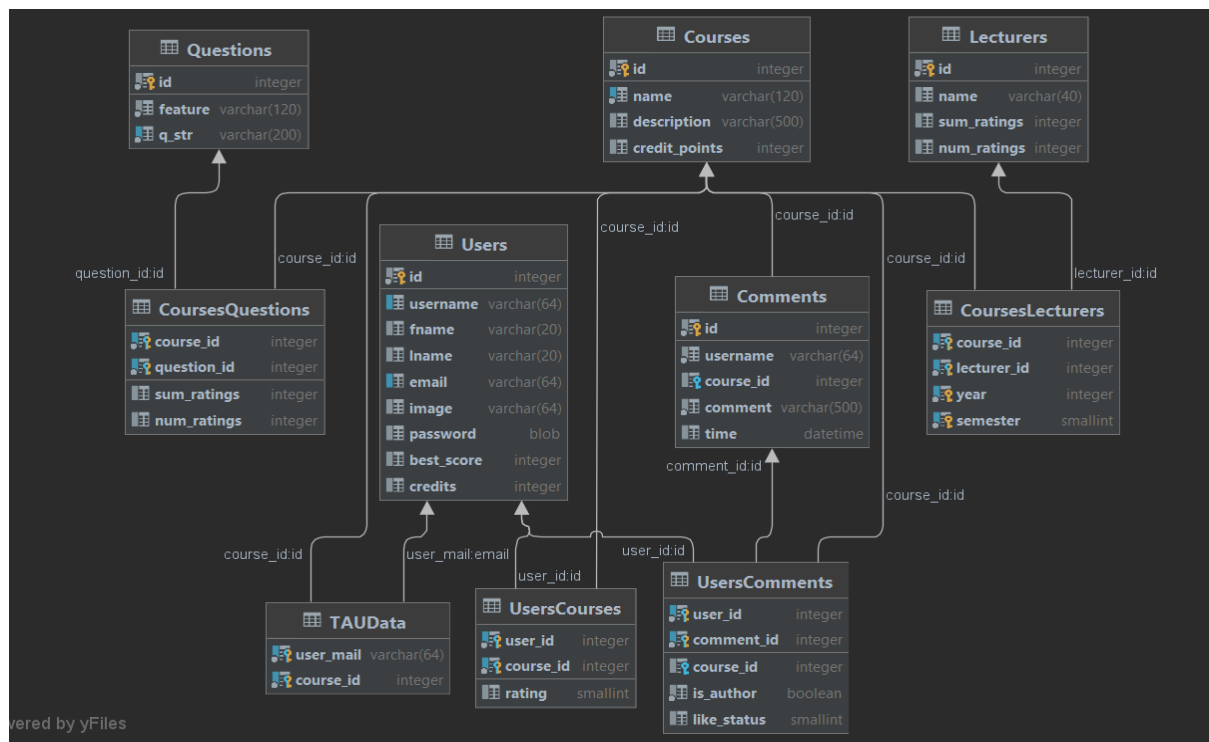 Questions
id integer
feature varchar(120)
q_str varchar(200)
Courses
id integer
name varchar(120)
description varchar(500)
credit_points integer
Lecturers
id integer
name varchar(40)
sum_ratings integer
num_ratings integer
question_id:id
course_id:id
course_id:id
course_id:id
course_id:id
lecturer_id:id
Users
id integer
username varchar(64)
fname varchar(20)
lname varchar(20)
email varchar(64)
image varchar(64)
password blob
best_score integer
credits integer
CoursesQuestions
course_id integer
question_id integer
sum_ratings integer
num_ratings integer
Comments
id integer
username varchar(64)
course_id integer
comment varchar(500)
time datetime
CoursesLecturers
course_id integer
lecturer_id integer
year integer
semester smallint
comment_id:id
course_id:id
course_id:id
user_mail:email
user_id:id
user_id:id
TAUData
user_mail varchar(64)
course_id integer
UsersCourses
user_id integer
course_id integer
rating smallint
UsersComments
user_id integer
comment_id integer
course_id integer
is_author boolean
like_status smallint
wered by yFiles